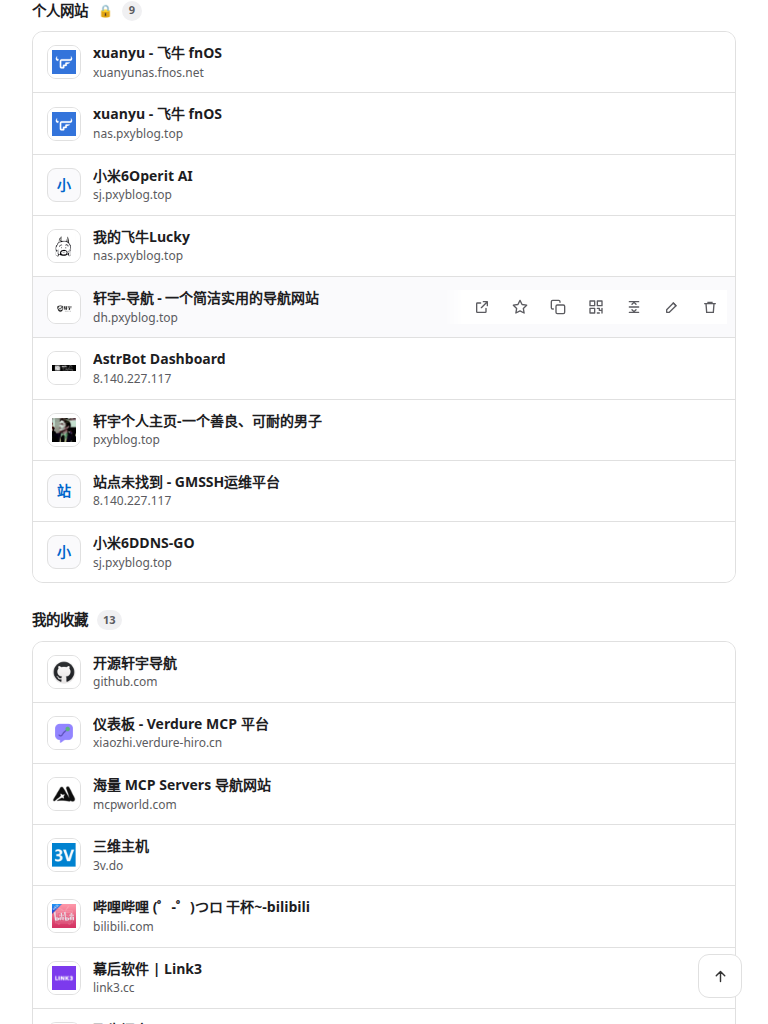 个人网站 🔒 9
xuanyu - 飞牛 fnOS
xuanyunas.fnos.net
xuanyu - 飞牛 fnOS
nas.pxyblog.top
小
小米6Operit AI
sj.pxyblog.top
我的飞牛Lucky
nas.pxyblog.top
轩宇-导航 - 一个简洁实用的导航网站
dh.pxyblog.top
AstrBot Dashboard
8.140.227.117
轩宇个人主页-一个善良、可耐的男子
pxyblog.top
站
站点未找到 - GMSSH运维平台
8.140.227.117
小
小米6DDNS-GO
sj.pxyblog.top
我的收藏 13
开源轩宇导航
github.com
仪表板 - Verdure MCP 平台
xiaozhi.verdure-hiro.cn
海量 MCP Servers 导航网站
mcpworld.com
3V
三维主机
3v.do
哔哩哔哩 (゜-゜)つロ 干杯~-bilibili
bilibili.com
LINK3
幕后软件 | Link3
link3.cc